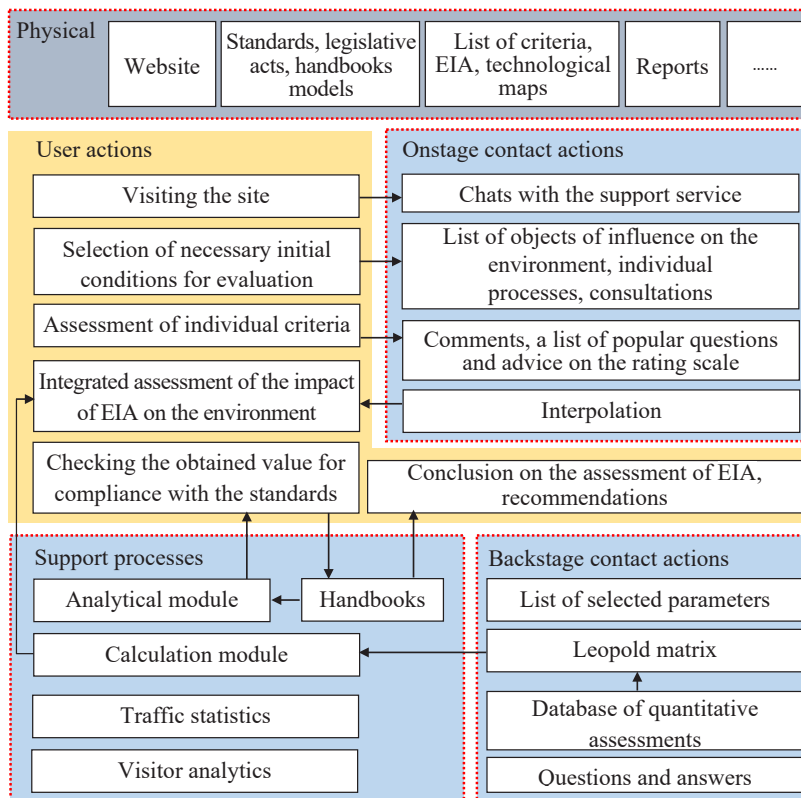 Physical
Website
Standards, legislative
acts, handbooks
models
List of criteria,
EIA, technological
maps
Reports
......
User actions
Visiting the site
Selection of necessary initial
conditions for evaluation
Assessment of individual criteria
Integrated assessment of the impact
of EIA on the environment
Checking the obtained value for
compliance with the standards
Onstage contact actions
Chats with the support service
List of objects of influence on the
environment, individual
processes, consultations
Comments, a list of popular questions
and advice on the rating scale
Interpolation
Conclusion on the assessment of EIA,
recommendations
Support processes
Analytical module
Handbooks
Calculation module
Traffic statistics
Visitor analytics
Backstage contact actions
List of selected parameters
Leopold matrix
Database of quantitative
assessments
Questions and answers